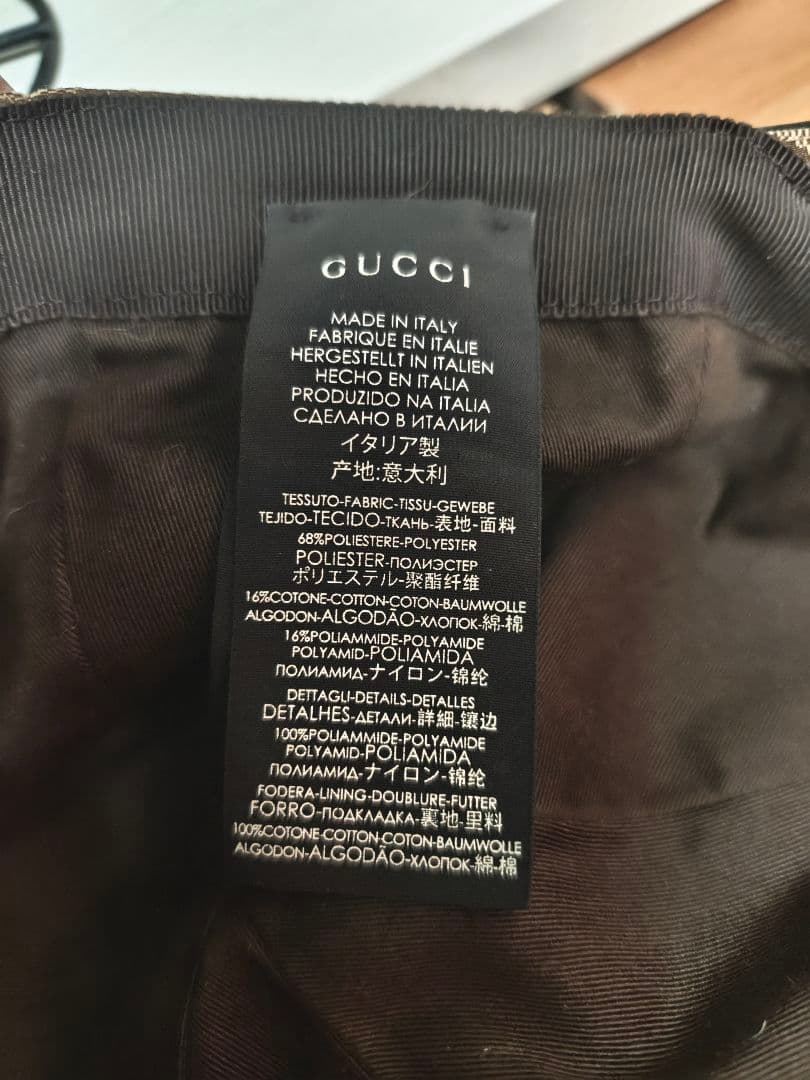 GUCCI
MADE IN ITALY
FABRIQUE EN ITALIE
HERGESTELLT IN ITALIEN
HECHO EN ITALIA
PRODUZIDO NA ITALIA
СДЕЛАНО В ИТАЛИИ
イタリア製
产地:意大利
TESSUTO-FABRIC-TISSU-GEWEBE
TEJIDO-TECIDO-ТКАНЬ-表地-面料
68%POLIESTERE-POLYESTER
POLIESTER-ПОЛИЭСТЕР
ポリエステル-聚酯纤维
16%COTONE-COTTON-COTON-BAUMWOLLE
ALGODON-ALGODÃO-ХЛОПОК-綿-棉
16%POLIAMMIDE-POLYAMIDE
POLYAMID-POLIAMIDA
ПОЛИАМИД-ナイロン-锦纶
DETTAGLI-DETAILS-DETALLES
DETALHES-ДЕТАЛИ-詳細-镶边
100%POLIAMMIDE-POLYAMIDE
POLYAMID-POLIAMIDA
ПОЛИАМИД-ナイロン-锦纶
FODERA-LINING-DOUBLURE-FUTTER
FORRO-ПОДКЛАДКА-裏地-里料
100%COTONE-COTTON-COTON-BAUMWOLLE
ALGODON-ALGODÃO-ХЛОПОК-綿-棉